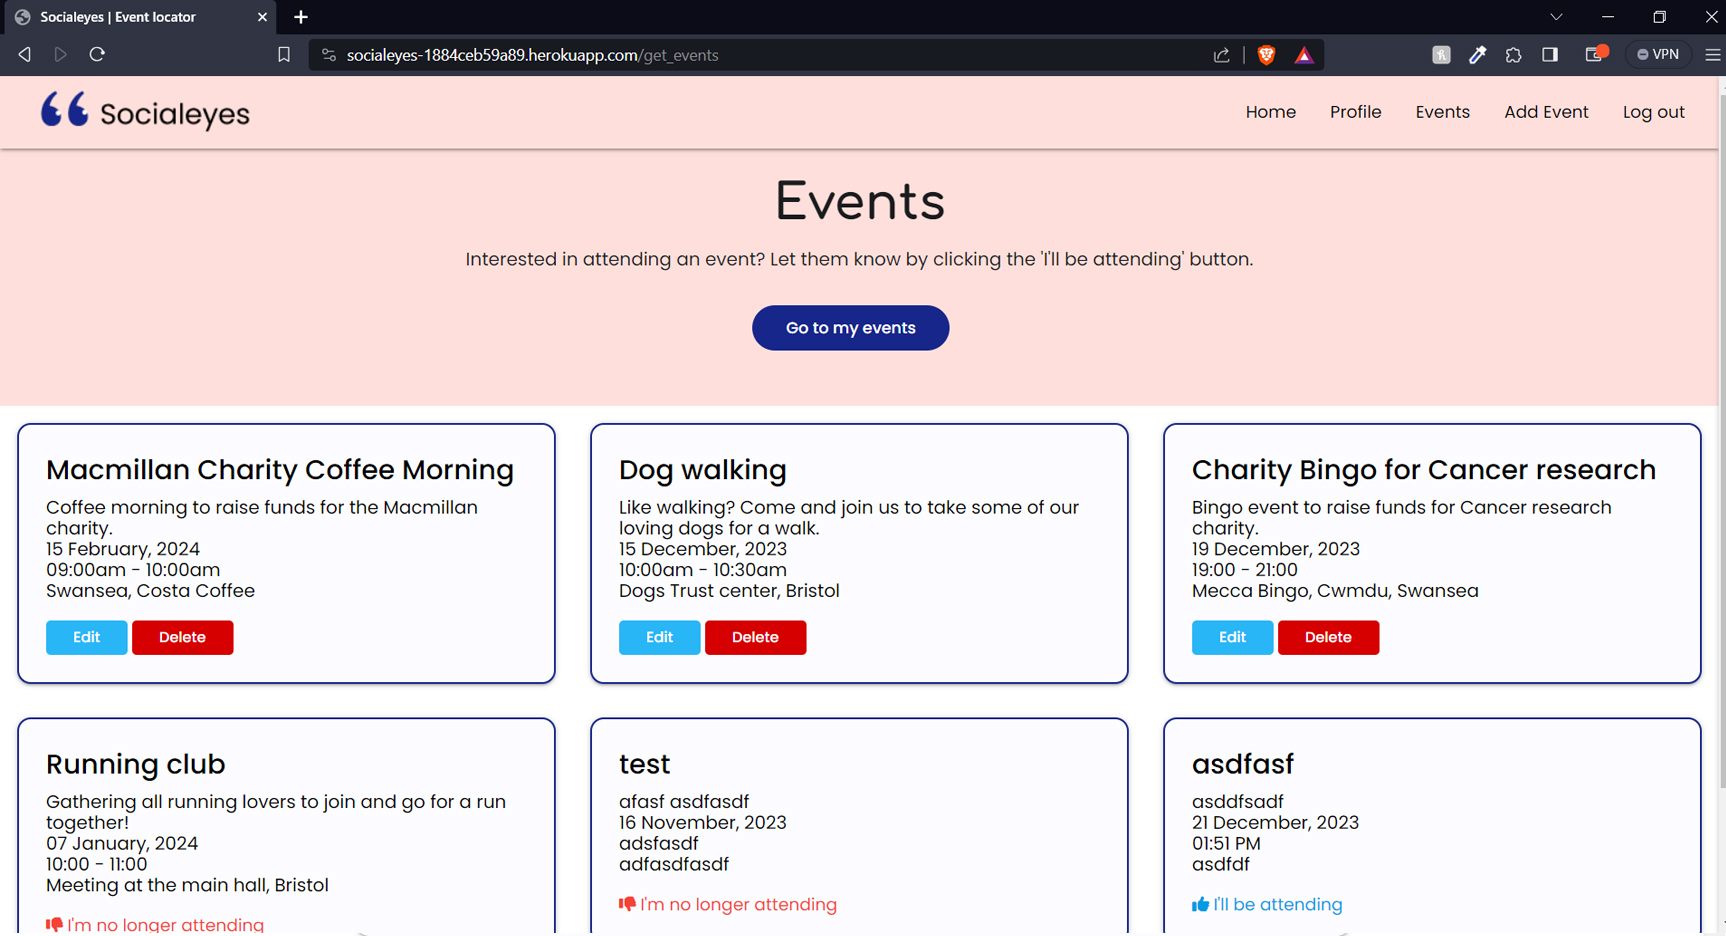 Socialeyes | Event locator
socialeyes-1884ceb59a89.herokuapp.com/get_events
VPN
Socialeyes
Home
Profile
Events
Add Event
Log out
Events
Interested in attending an event? Let them know by clicking the 'I'll be attending' button.
Go to my events
Macmillan Charity Coffee Morning
Coffee morning to raise funds for the Macmillan
charity.
15 February, 2024
09:00am - 10:00am
Swansea, Costa Coffee
Edit
Delete
Dog walking
Like walking? Come and join us to take some of our
loving dogs for a walk.
15 December, 2023
10:00am - 10:30am
Dogs Trust center, Bristol
Edit
Delete
Charity Bingo for Cancer research
Bingo event to raise funds for Cancer research
charity.
19 December, 2023
19:00 - 21:00
Mecca Bingo, Cwmdu, Swansea
Edit
Delete
Running club
Gathering all running lovers to join and go for a run
together!
07 January, 2024
10:00 - 11:00
Meeting at the main hall, Bristol
I'm no longer attending
test
afasf asdfasdf
16 November, 2023
adsfasdf
adfasdfasdf
I'm no longer attending
asdfasf
asddfsadf
21 December, 2023
01:51 PM
asdfdf
I'll be attending